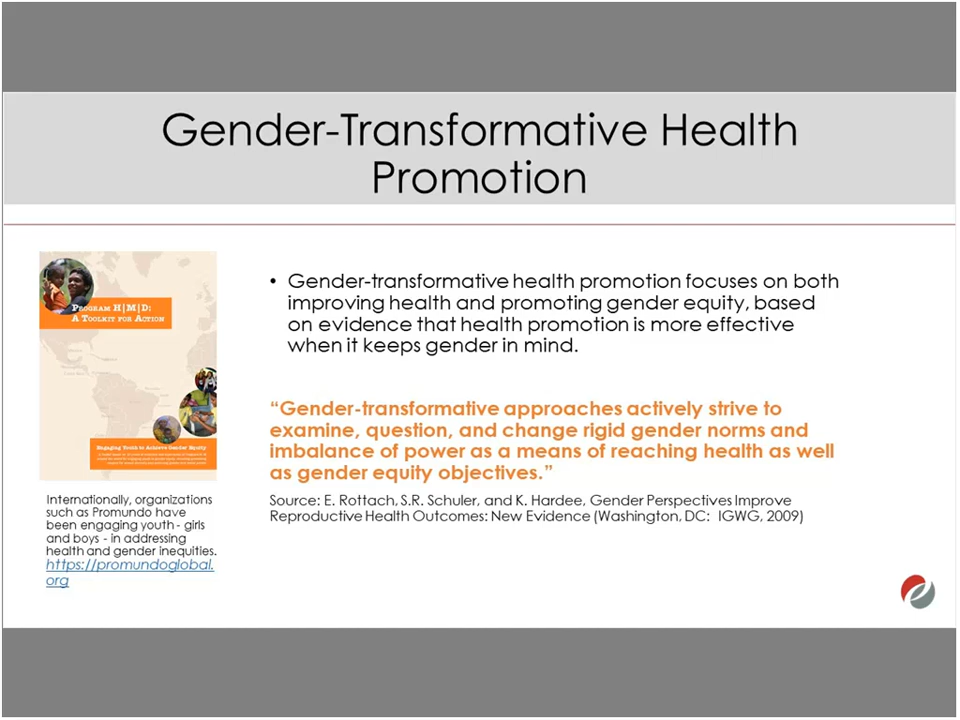 Gender-Transformative Health
Promotion
PROGRAM H|M|D:
A TOOLKIT FOR ACTION
Engaging Youth to Achieve Gender Equity
Internationally, organizations
such as Promundo have
been engaging youth - girls
and boys - in addressing
health and gender inequities.
https://promundoglobal.
org
• Gender-transformative health promotion focuses on both
improving health and promoting gender equity, based
on evidence that health promotion is more effective
when it keeps gender in mind.
“Gender-transformative approaches actively strive to
examine, question, and change rigid gender norms and
imbalance of power as a means of reaching health as well
as gender equity objectives.”
Source: E. Rottach, S.R. Schuler, and K. Hardee, Gender Perspectives Improve
Reproductive Health Outcomes: New Evidence (Washington, DC: IGWG, 2009)